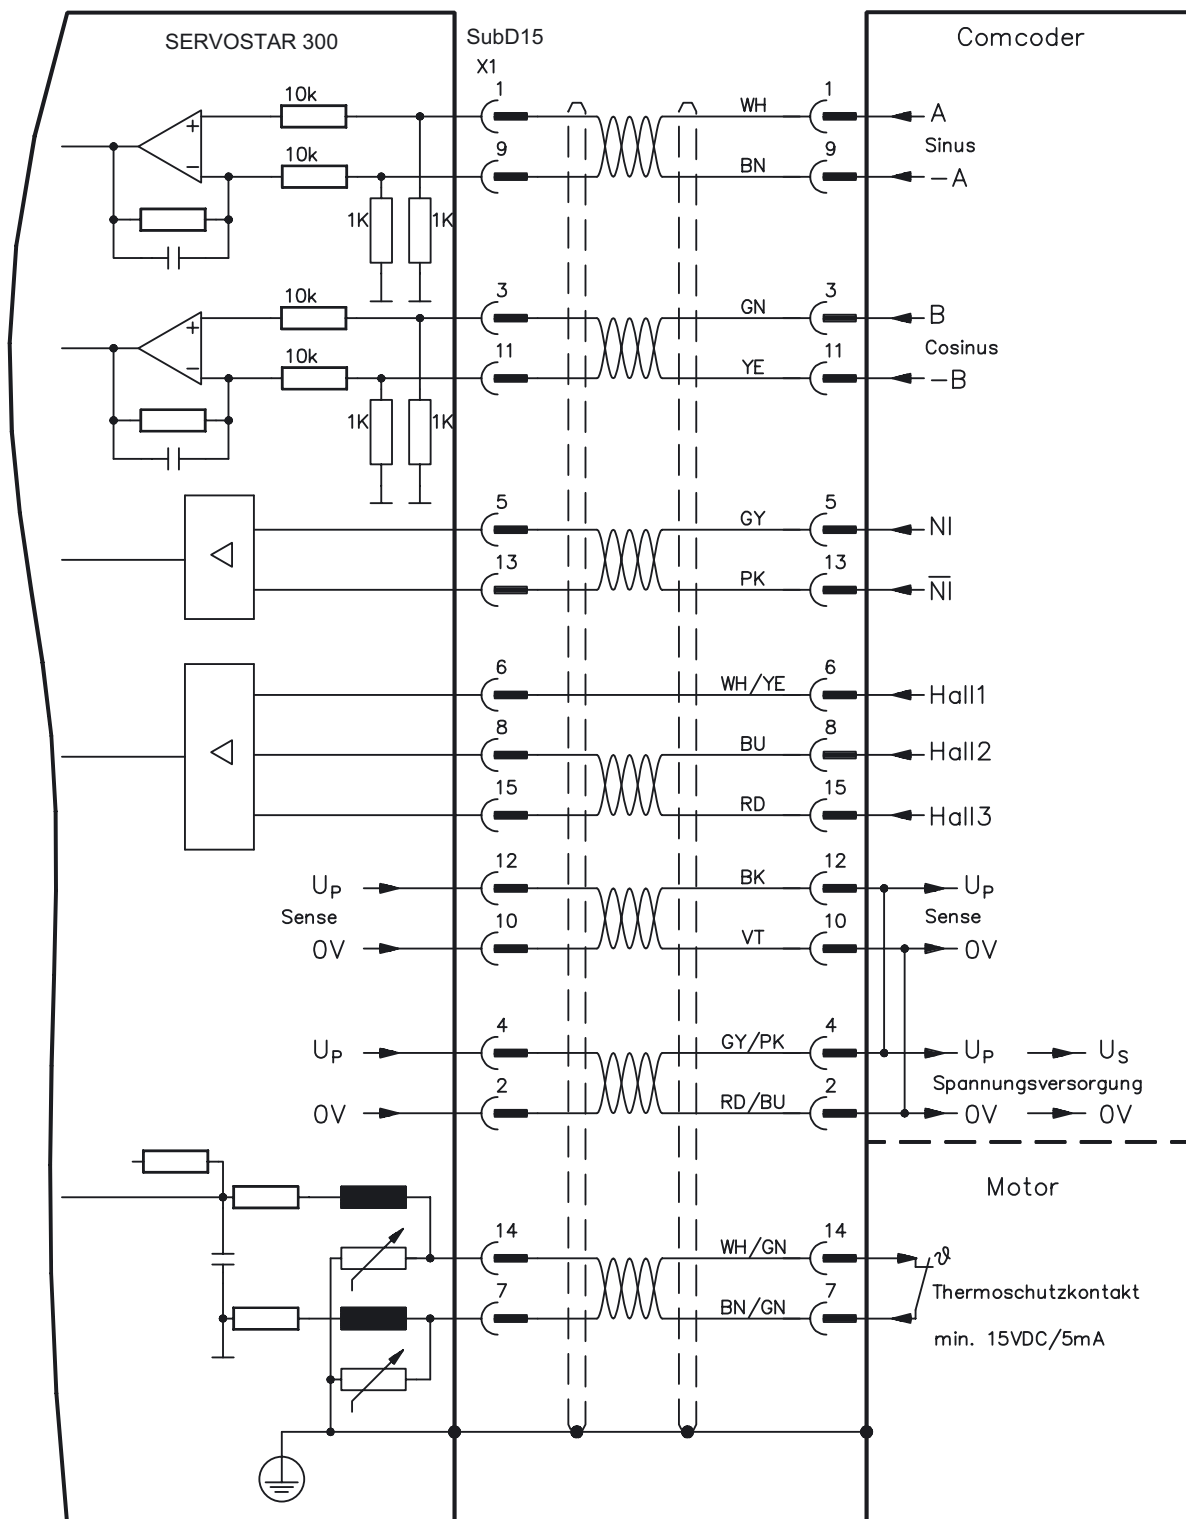 SERVOSTAR 300
SubD15
X1
Comcoder
10k
1
WH
1
A
Sinus
+
10k
9
BN
9
−A
−
1K
1K
10k
3
GN
3
B
Cosinus
+
10k
11
YE
11
−B
−
1K
1K
5
GY
5
NI
13
PK
13
N̅I̅
6
WH/YE
6
Hall1
8
BU
8
Hall2
15
RD
15
Hall3
UP
12
BK
12
UP
Sense
Sense
0V
10
VT
10
0V
UP
4
GY/PK
4
UP
US
Spannungsversorgung
0V
2
RD/BU
2
0V
0V
Motor
14
WH/GN
14
ϑ
Thermoschutzkontakt
7
BN/GN
7
min. 15VDC/5mA